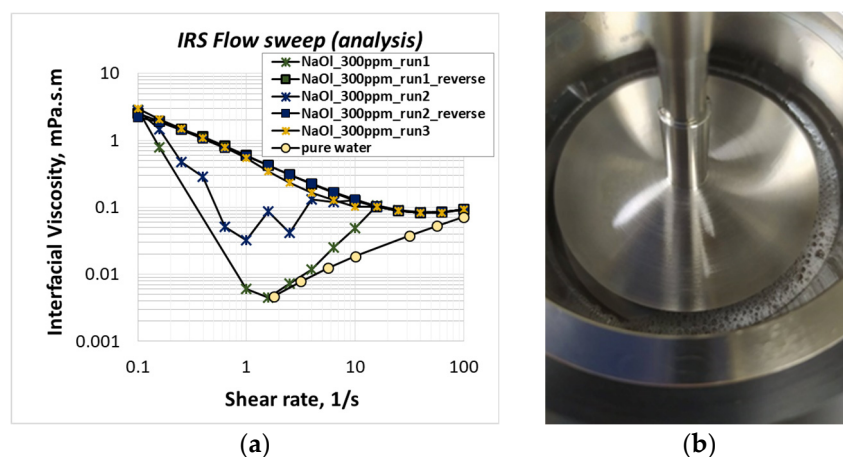 IRS Flow sweep (analysis)
NaOl_300ppm_run1
NaOl_300ppm_run1_reverse
NaOl_300ppm_run2
NaOl_300ppm_run2_reverse
NaOl_300ppm_run3
pure water
Interfacial Viscosity, mPa.s.m
10
1
0.1
0.01
0.001
0.1
1
10
100
Shear rate, 1/s
(a)
(b)